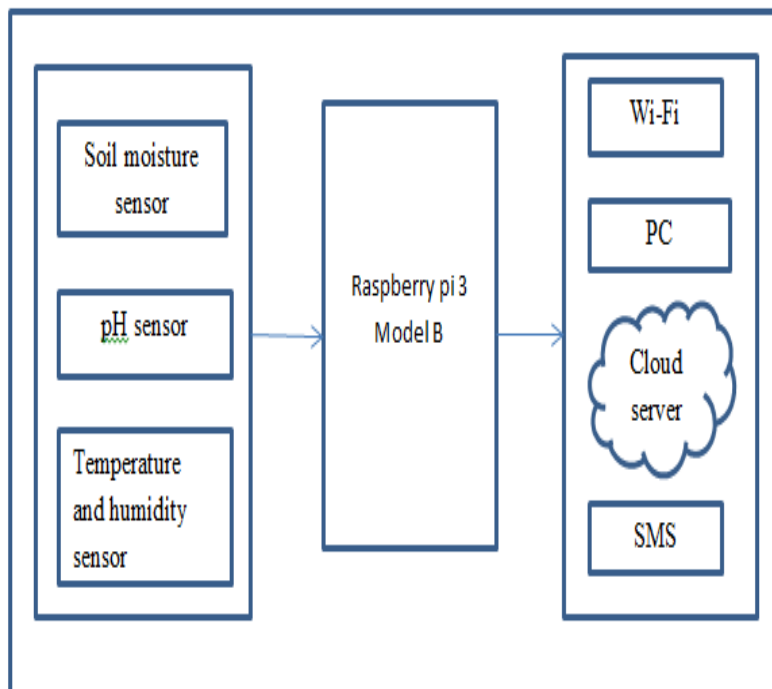 Soil moisture
sensor
pH sensor
Temperature
and humidity
sensor
Raspberry pi 3
Model B
Wi-Fi
PC
Cloud
server
SMS